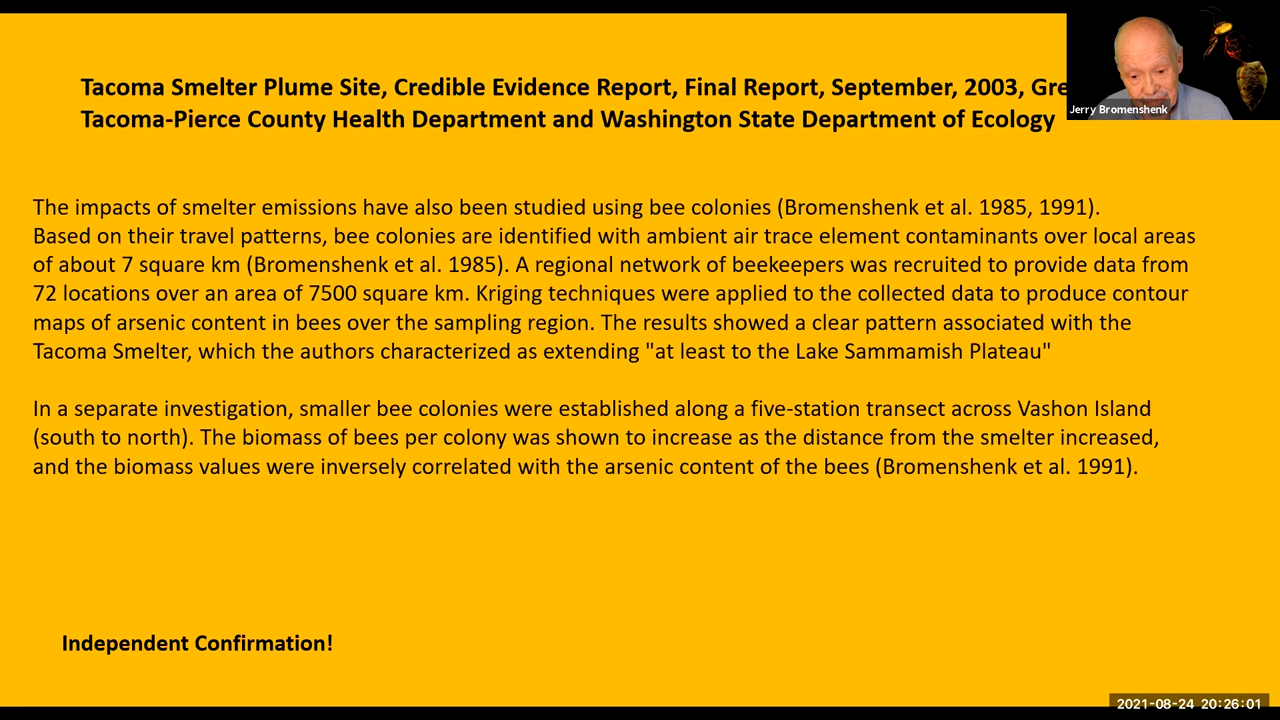 Tacoma Smelter Plume Site, Credible Evidence Report, Final Report, September, 2003,
Tacoma-Pierce County Health Department and Washington State Department of Ecology
Jerry Bromenshenk
The impacts of smelter emissions have also been studied using bee colonies (Bromenshenk et al. 1985, 1991).
Based on their travel patterns, bee colonies are identified with ambient air trace element contaminants over local areas
of about 7 square km (Bromenshenk et al. 1985). A regional network of beekeepers was recruited to provide data from
72 locations over an area of 7500 square km. Kriging techniques were applied to the collected data to produce contour
maps of arsenic content in bees over the sampling region. The results showed a clear pattern associated with the
Tacoma Smelter, which the authors characterized as extending "at least to the Lake Sammamish Plateau"
In a separate investigation, smaller bee colonies were established along a five-station transect across Vashon Island
(south to north). The biomass of bees per colony was shown to increase as the distance from the smelter increased,
and the biomass values were inversely correlated with the arsenic content of the bees (Bromenshenk et al. 1991).
Independent Confirmation!
2021-08-24 20:26:01